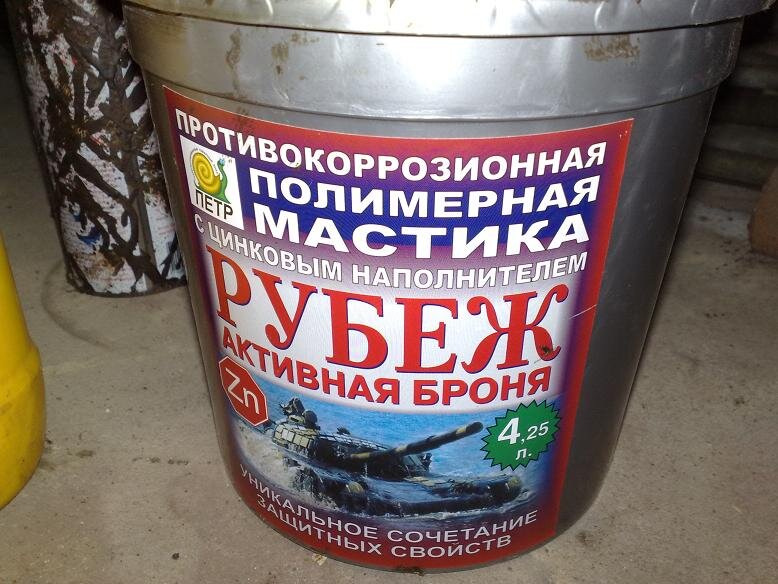 ПРОТИВОКОРРОЗИОННАЯ
ПЕТР
ПОЛИМЕРНАЯ
МАСТИКА
С ЦИНКОВЫМ НАПОЛНИТЕЛЕМ
РУБЕЖ
АКТИВНАЯ БРОНЯ
Zn
4,25
л.
УНИКАЛЬНОЕ СОЧЕТАНИЕ
ЗАЩИТНЫХ СВОЙСТВ